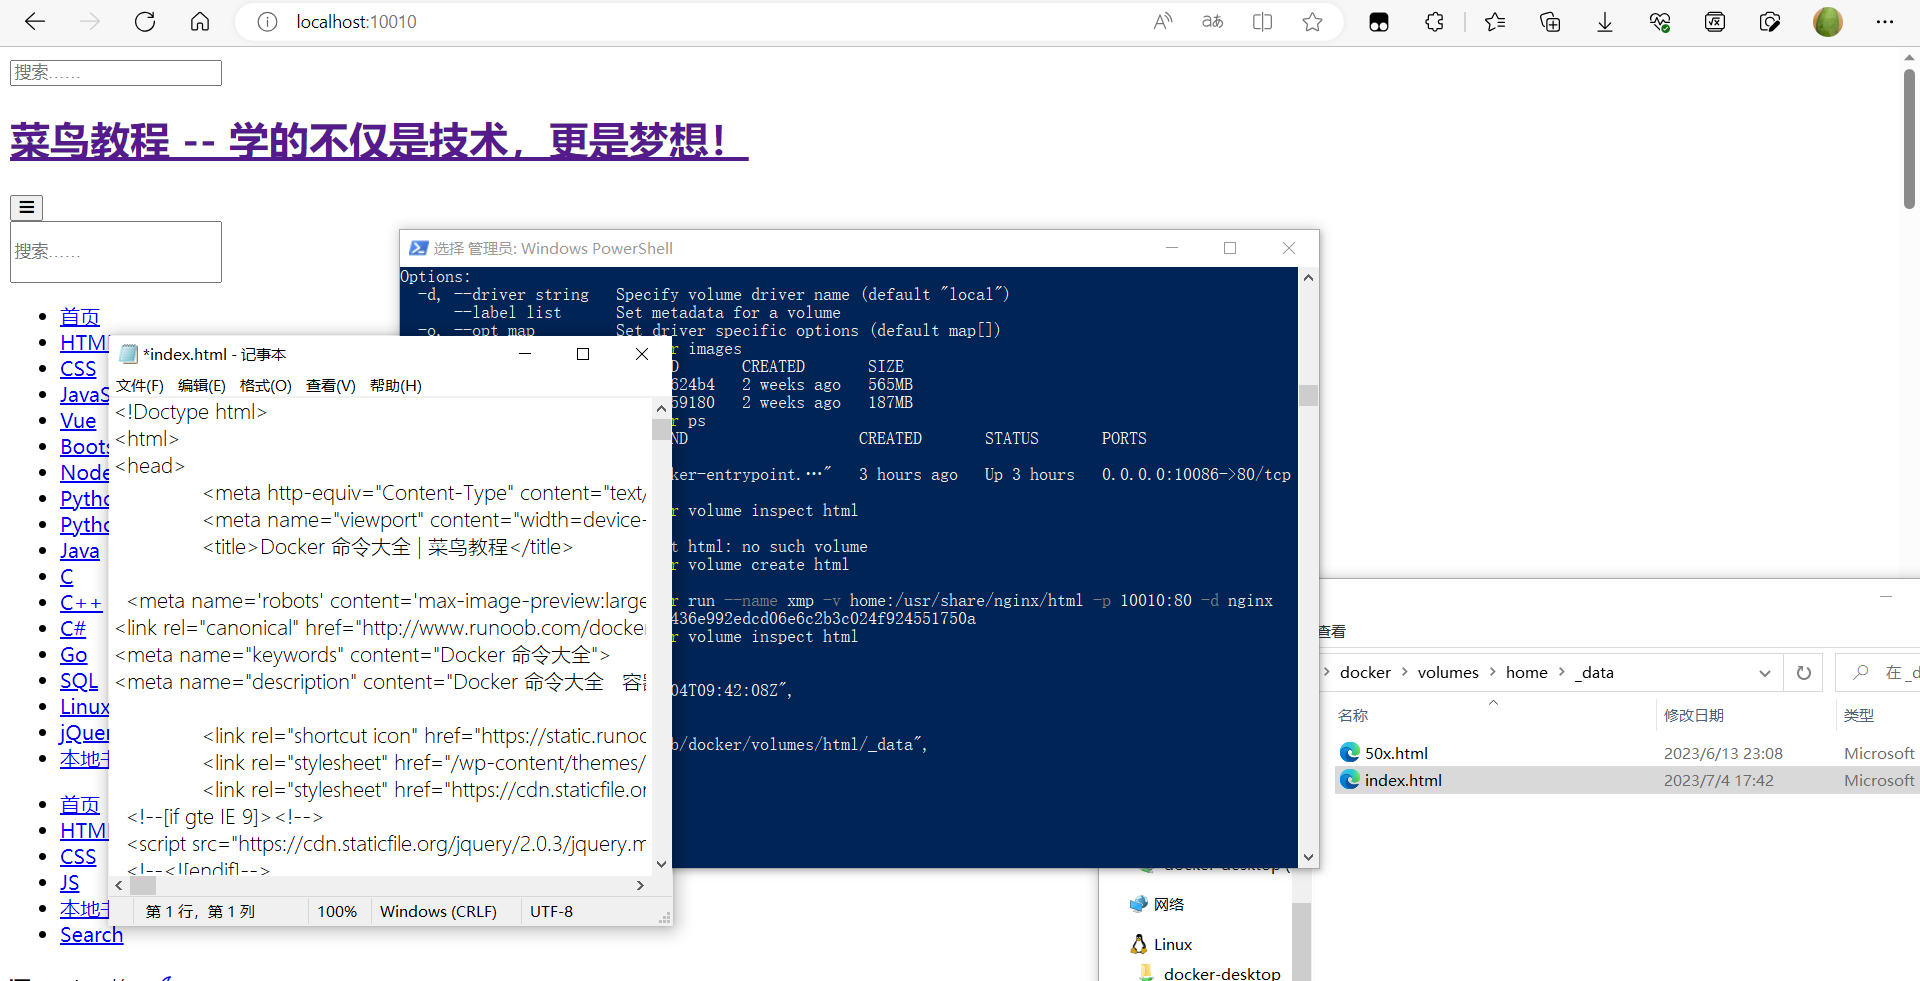 localhost:10010
搜索……
菜鸟教程 -- 学的不仅是技术，更是梦想！
搜索……
首页
CSS
Vue
Java
C
C++
C#
Go
SQL
Linux
首页
CSS
JS
Search
选择 管理员: Windows PowerShell
Options:
-d, --driver string Specify volume driver name (default "local")
--label list Set metadata for a volume
-o, --opt map Set driver specific options (default map[])
r images
D CREATED SIZE
624b4 2 weeks ago 565MB
59180 2 weeks ago 187MB
r ps
ND CREATED STATUS PORTS
ker-entrypoint.…" 3 hours ago Up 3 hours 0.0.0.0:10086->80/tcp
r volume inspect html
t html: no such volume
r volume create html
r run --name xmp -v home:/usr/share/nginx/html -p 10010:80 -d nginx
436e992edcd06e6c2b3c024f924551750a
r volume inspect html
04T09:42:08Z",
b/docker/volumes/html/_data",
*index.html - 记事本
文件(F) 编辑(E) 格式(O) 查看(V) 帮助(H)
<!Doctype html>
<html>
<head>
<meta http-equiv="Content-Type" content="text/
<meta name="viewport" content="width=device-
<title>Docker 命令大全 | 菜鸟教程</title>
<meta name='robots' content='max-image-preview:large
<link rel="canonical" href="http://www.runoob.com/docker
<meta name="keywords" content="Docker 命令大全">
<meta name="description" content="Docker 命令大全 容器
<link rel="shortcut icon" href="https://static.runoo
<link rel="stylesheet" href="/wp-content/themes/
<link rel="stylesheet" href="https://cdn.staticfile.or
<!--[if gte IE 9]><!-->
<script src="https://cdn.staticfile.org/jquery/2.0.3/jquery.m
<!--<![endif]-->
第 1 行，第 1 列 100% Windows (CRLF) UTF-8
查看
docker volumes home _data
在 _d
名称 修改日期 类型
50x.html 2023/6/13 23:08 Microsoft
index.html 2023/7/4 17:42 Microsoft
网络
Linux
docker-desktop